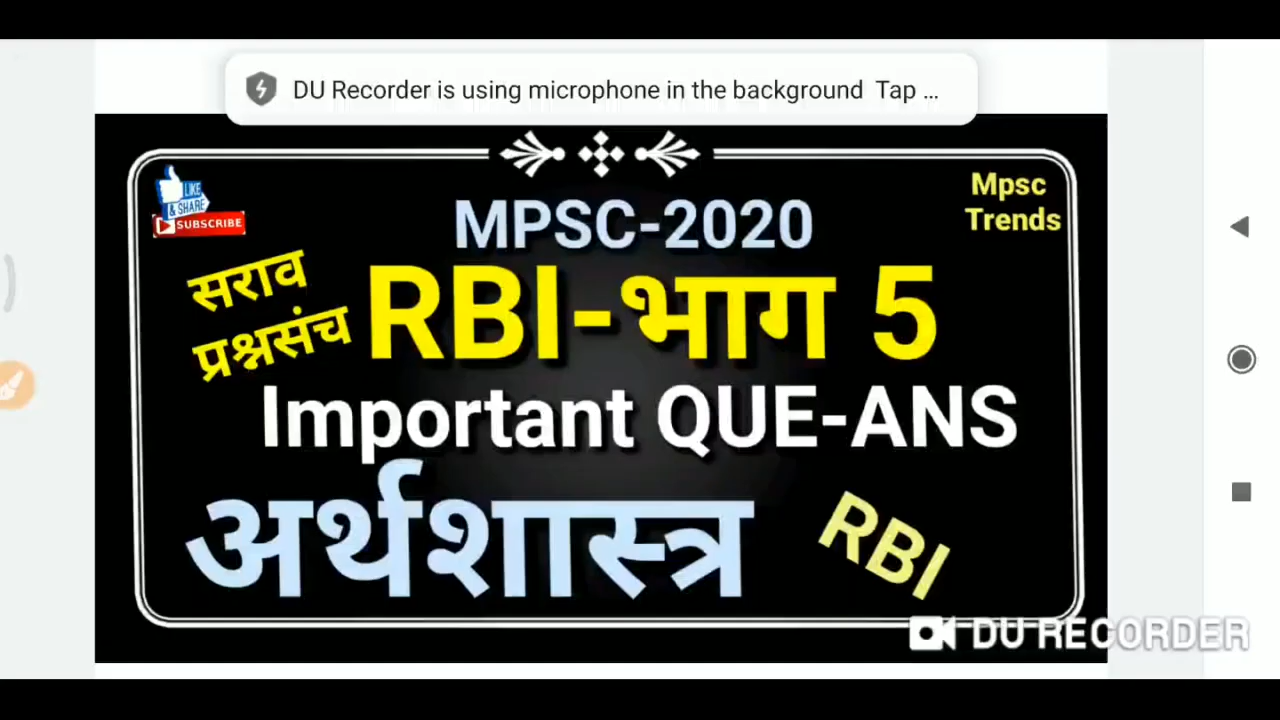 DU Recorder is using microphone in the background Tap ...
LIKE
& SHARE
SUBSCRIBE
Mpsc
Trends
MPSC-2020
सराव
प्रश्नसंच
RBI-भाग 5
Important QUE-ANS
अर्थशास्त्र
RBI
DU RECORDER